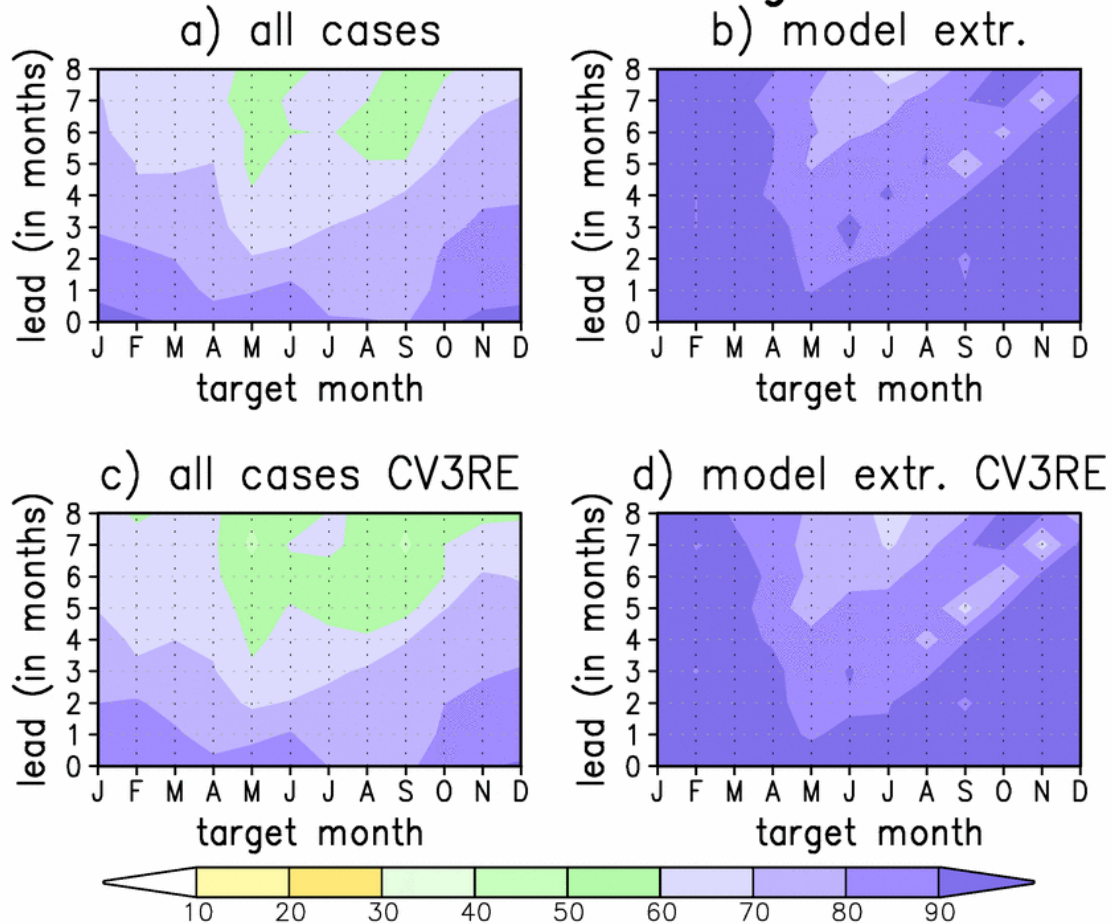 a) all cases
b) model extr.
lead (in months)
8
7
6
5
4
3
2
1
0
J F M A M J J A S O N D
target month
lead (in months)
8
7
6
5
4
3
2
1
0
J F M A M J J A S O N D
target month
c) all cases CV3RE
d) model extr. CV3RE
lead (in months)
8
7
6
5
4
3
2
1
0
J F M A M J J A S O N D
target month
lead (in months)
8
7
6
5
4
3
2
1
0
J F M A M J J A S O N D
target month
10 20 30 40 50 60 70 80 90